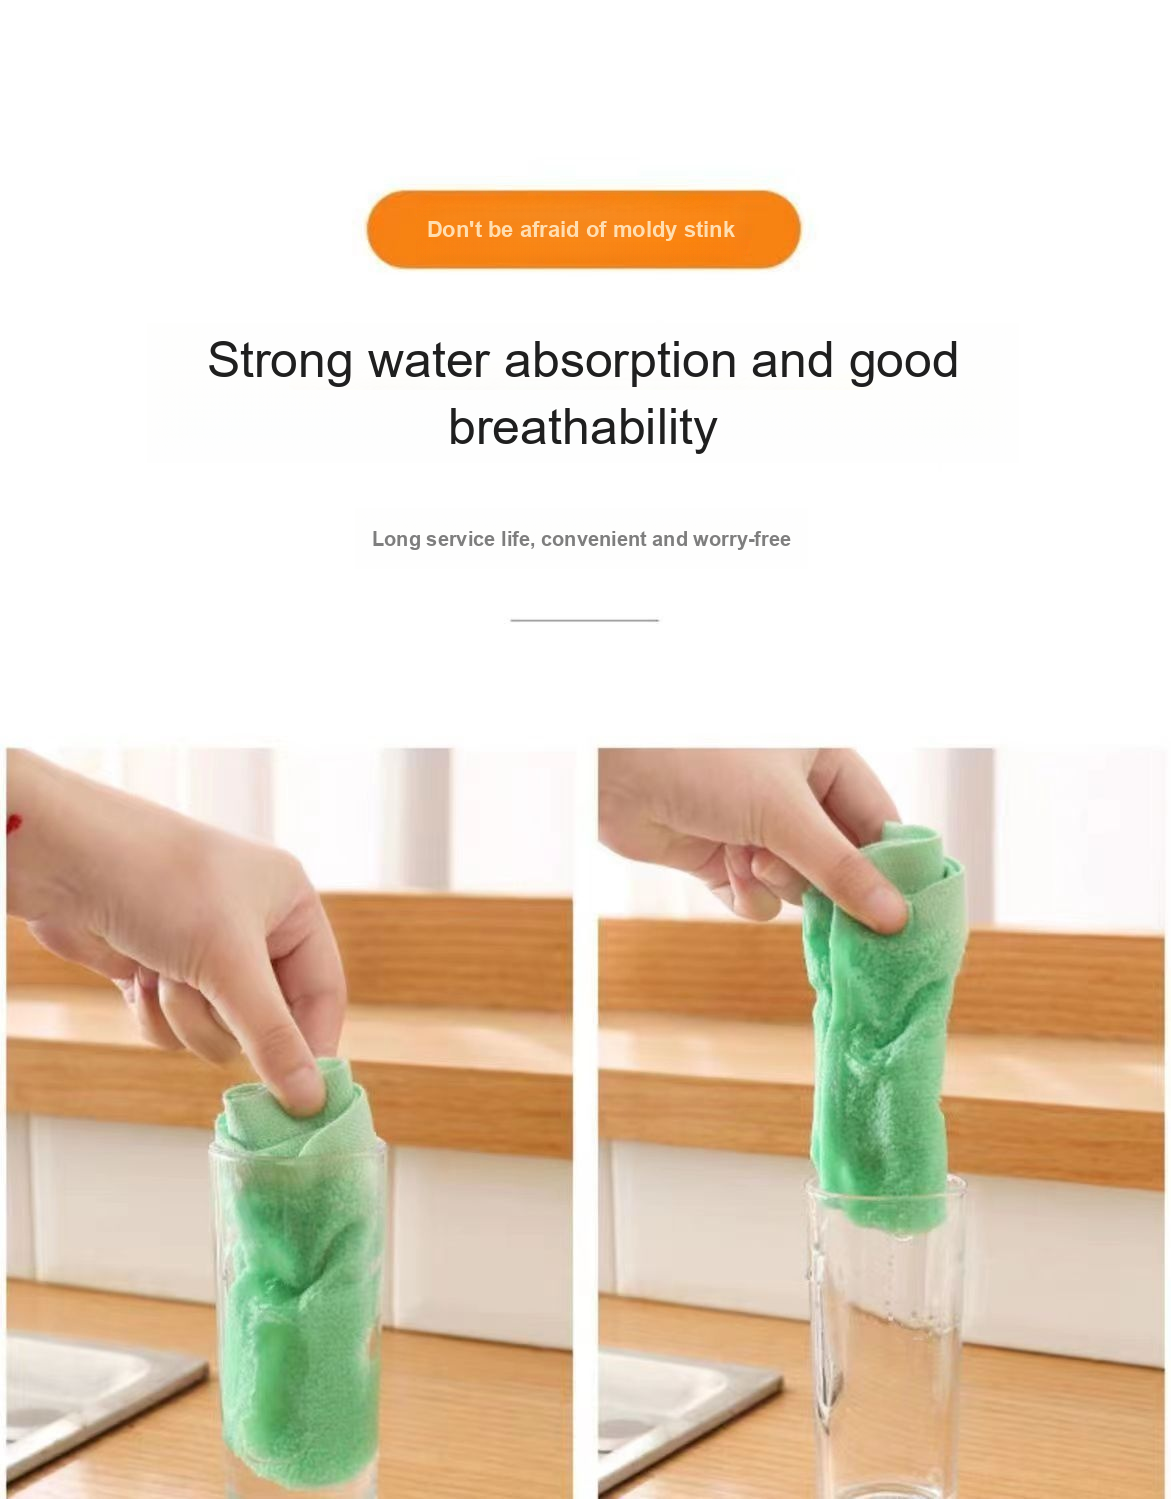 Don't be afraid of moldy stink
Strong water absorption and good
breathability
Long service life, convenient and worry-free